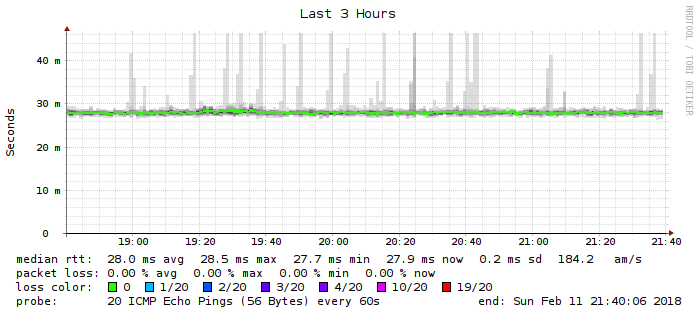 Last 3 Hours
RRDTOOL / TOBI OETIKER
Seconds
40 m
30 m
20 m
10 m
0
19:00 19:20 19:40 20:00 20:20 20:40 21:00 21:20 21:40
median rtt: 28.0 ms avg 28.5 ms max 27.7 ms min 27.9 ms now 0.2 ms sd 184.2 am/s
packet loss: 0.00 % avg 0.00 % max 0.00 % min 0.00 % now
loss color: 0 1/20 2/20 3/20 4/20 10/20 19/20
probe: 20 ICMP Echo Pings (56 Bytes) every 60s end: Sun Feb 11 21:40:06 2018